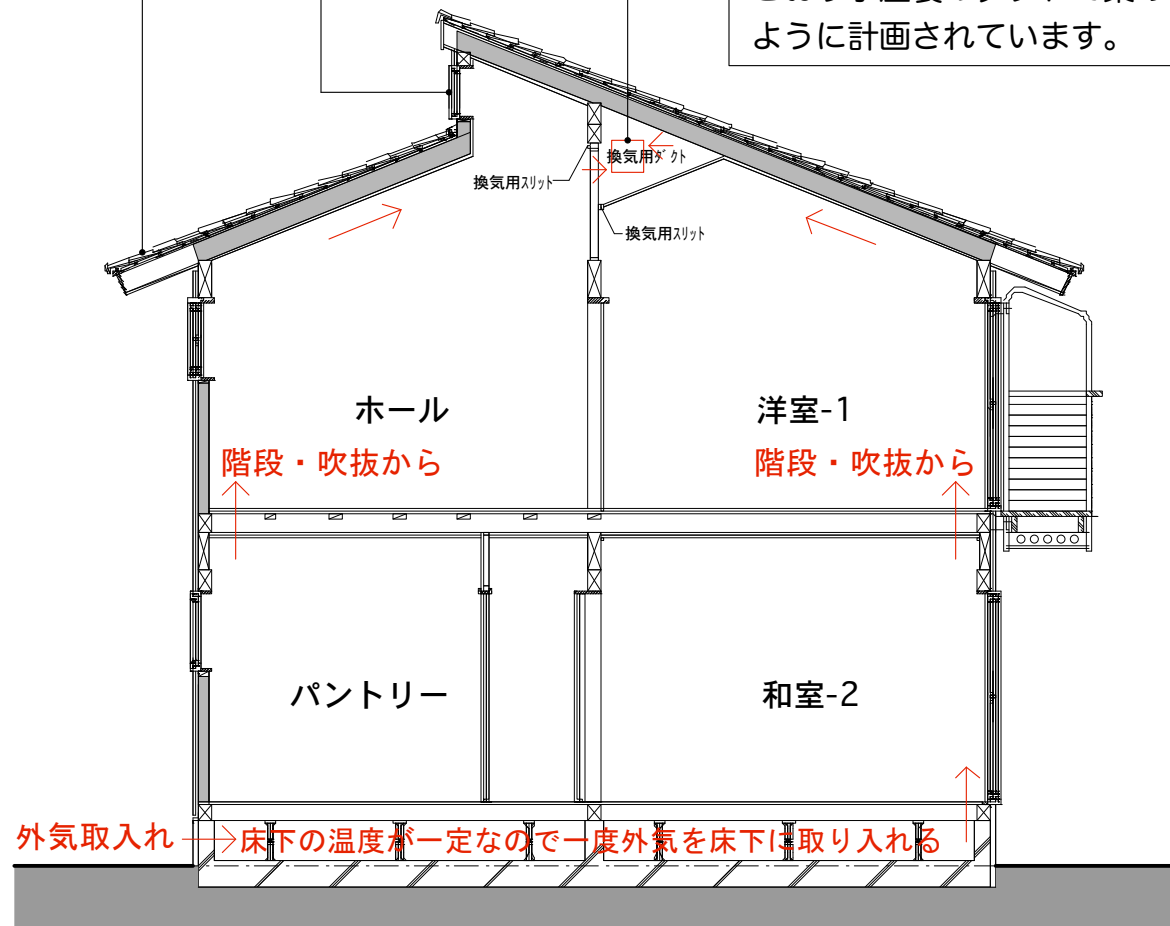 ように計画されています。
換気用ダクト
換気用スリット
換気用スリット
ホール
洋室-1
階段・吹抜から
階段・吹抜から
パントリー
和室-2
外気取入れ
床下の温度が一定なので一度外気を床下に取り入れる